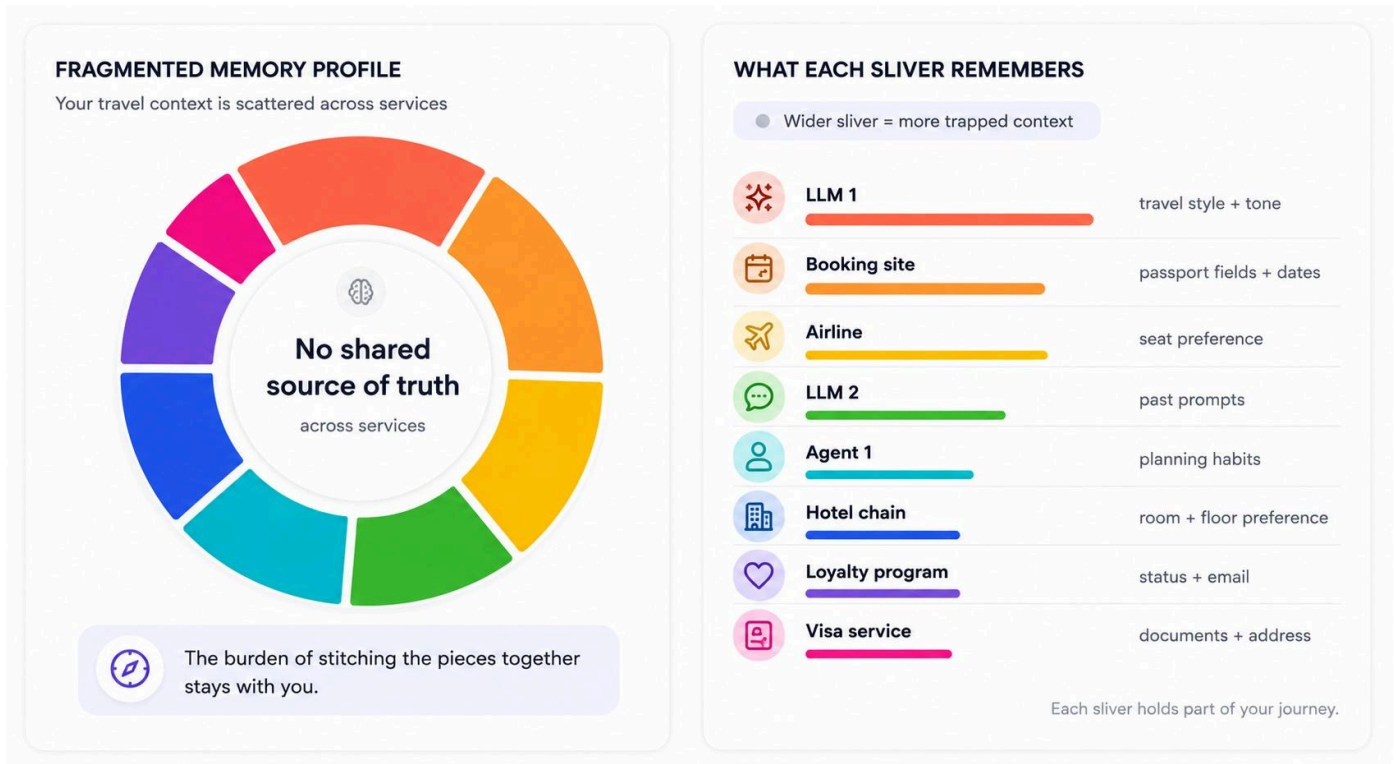 FRAGMENTED MEMORY PROFILE
Your travel context is scattered across services
No shared
source of truth
across services
The burden of stitching the pieces together
stays with you.
WHAT EACH SLIVER REMEMBERS
Wider sliver = more trapped context
LLM 1
travel style + tone
Booking site
passport fields + dates
Airline
seat preference
LLM 2
past prompts
Agent 1
planning habits
Hotel chain
room + floor preference
Loyalty program
status + email
Visa service
documents + address
Each sliver holds part of your journey.